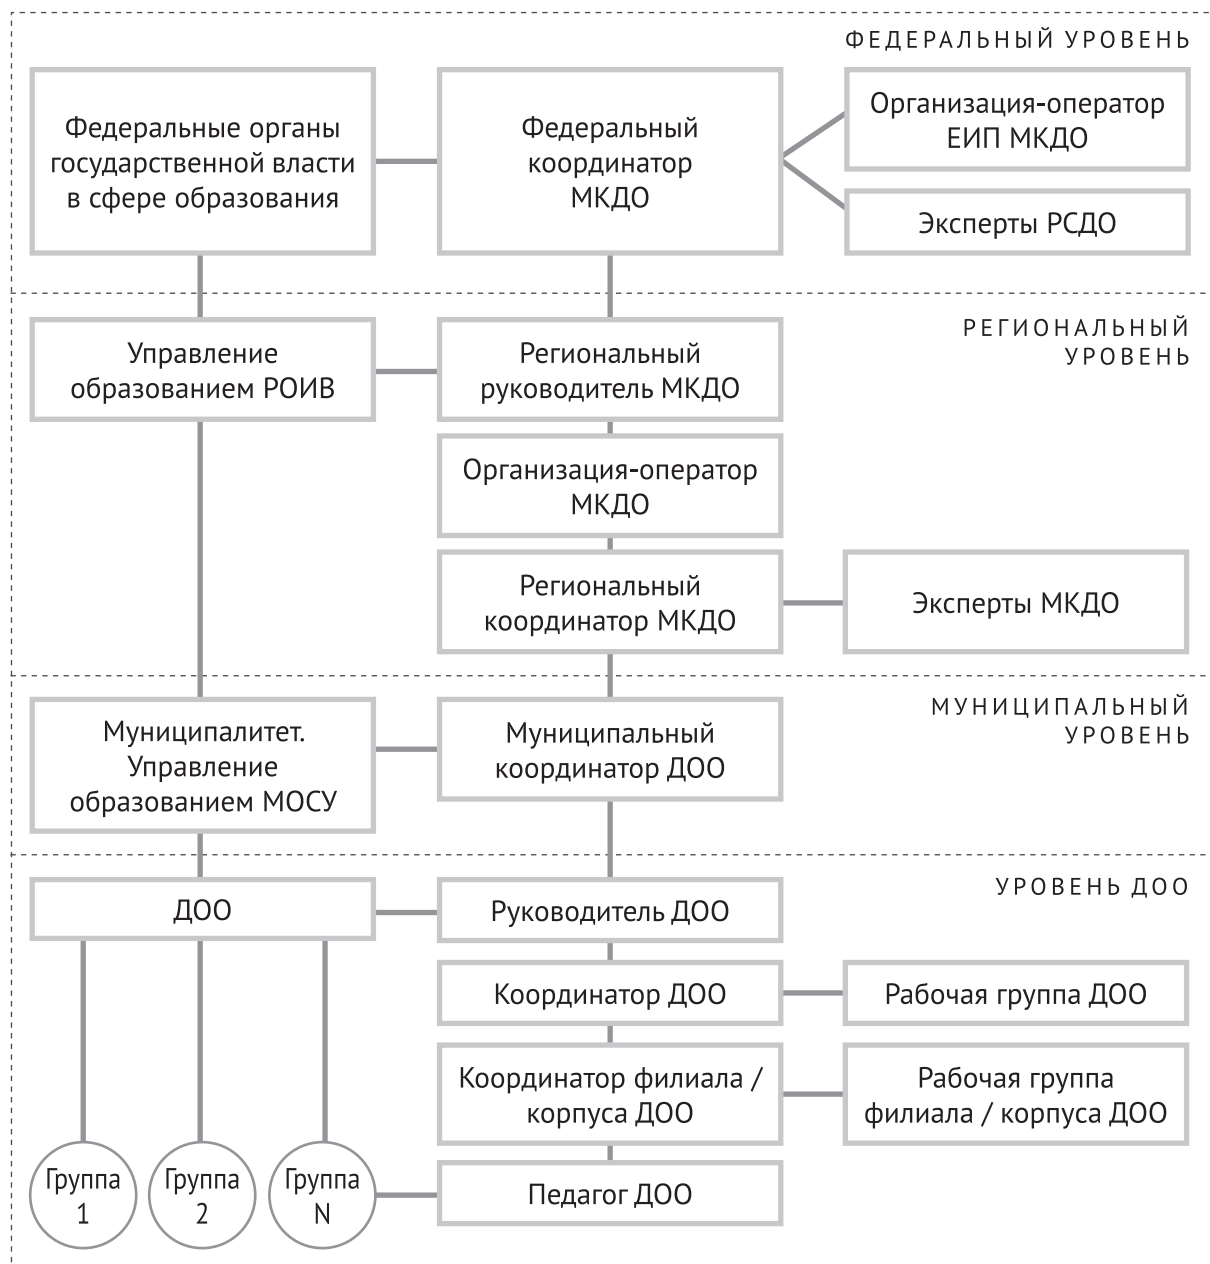 ФЕДЕРАЛЬНЫЙ УРОВЕНЬ
Федеральные органы
государственной власти
в сфере образования
Федеральный
координатор
МКДО
Организация-оператор
ЕИП МКДО
Эксперты РСДО
РЕГИОНАЛЬНЫЙ
УРОВЕНЬ
Управление
образованием РОИВ
Региональный
руководитель МКДО
Организация-оператор
МКДО
Региональный
координатор МКДО
Эксперты МКДО
МУНИЦИПАЛЬНЫЙ
УРОВЕНЬ
Муниципалитет.
Управление
образованием МОСУ
Муниципальный
координатор ДОО
УРОВЕНЬ ДОО
ДОО
Руководитель ДОО
Координатор ДОО
Рабочая группа ДОО
Координатор филиала /
корпуса ДОО
Рабочая группа
филиала / корпуса ДОО
Группа
1
Группа
2
Группа
N
Педагог ДОО